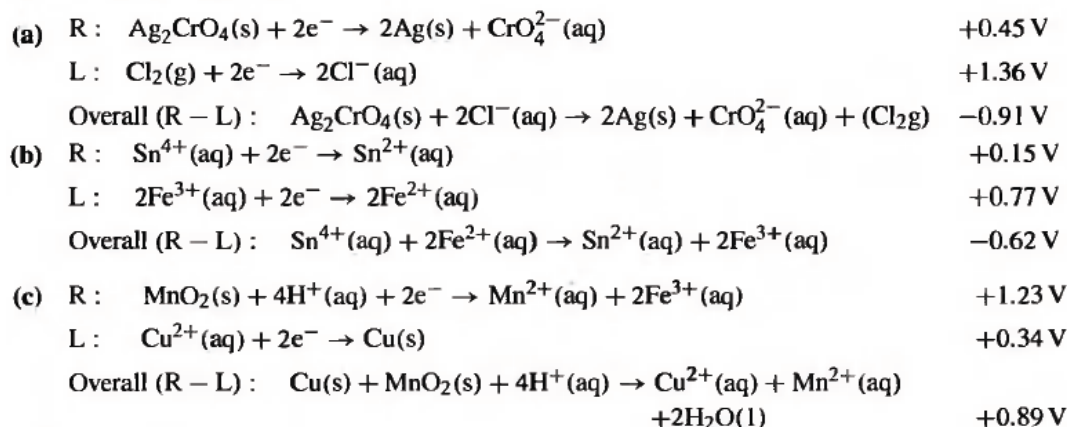 (a) R : Ag₂CrO₄(s) + 2e⁻ → 2Ag(s) + CrO₄²⁻(aq) +0.45 V
L : Cl₂(g) + 2e⁻ → 2Cl⁻(aq) +1.36 V
Overall (R − L) : Ag₂CrO₄(s) + 2Cl⁻(aq) → 2Ag(s) + CrO₄²⁻(aq) + (Cl₂g) −0.91 V
(b) R : Sn⁴⁺(aq) + 2e⁻ → Sn²⁺(aq) +0.15 V
L : 2Fe³⁺(aq) + 2e⁻ → 2Fe²⁺(aq) +0.77 V
Overall (R − L) : Sn⁴⁺(aq) + 2Fe²⁺(aq) → Sn²⁺(aq) + 2Fe³⁺(aq) −0.62 V
(c) R : MnO₂(s) + 4H⁺(aq) + 2e⁻ → Mn²⁺(aq) + 2Fe³⁺(aq) +1.23 V
L : Cu²⁺(aq) + 2e⁻ → Cu(s) +0.34 V
Overall (R − L) : Cu(s) + MnO₂(s) + 4H⁺(aq) → Cu²⁺(aq) + Mn²⁺(aq)
+2H₂O(1) +0.89 V